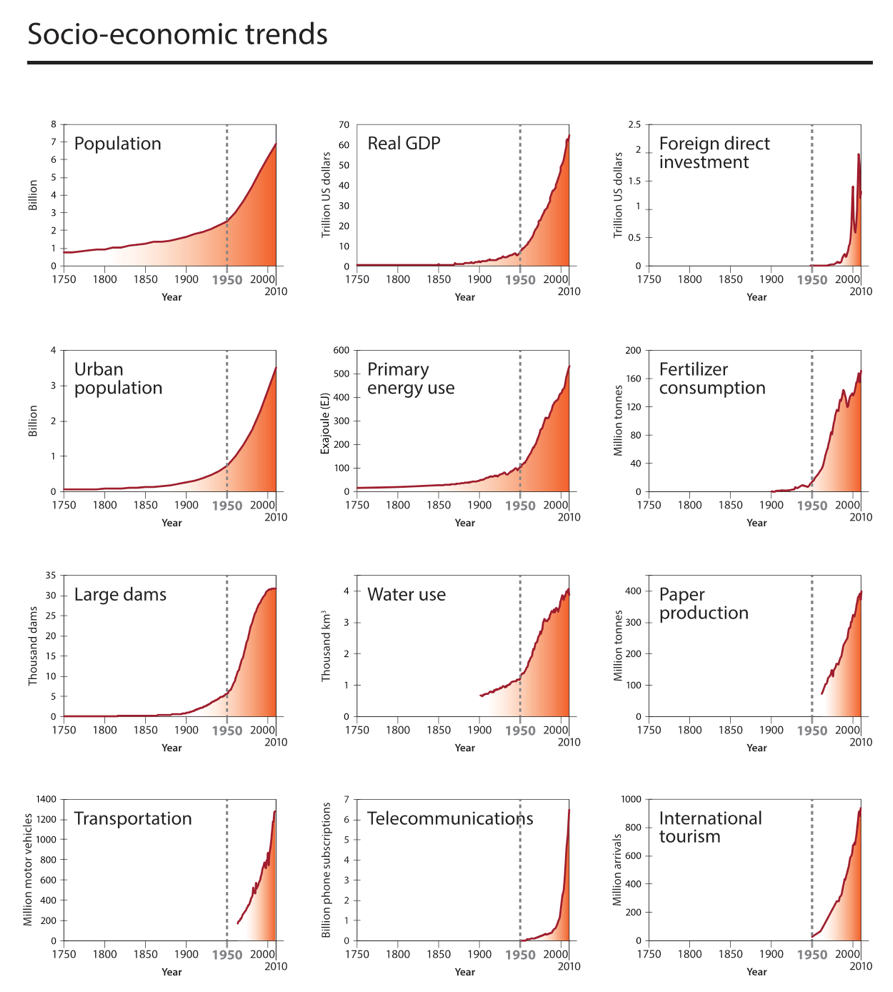 Socio-economic trends
Population
Billion
8
7
6
5
4
3
2
1
0
1750 1800 1850 1900 1950 2000
2010
Year
Real GDP
Trillion US dollars
70
60
50
40
30
20
10
0
1750 1800 1850 1900 1950 2000
2010
Year
Foreign direct
investment
Trillion US dollars
2.5
2
1.5
1
0.5
0
1750 1800 1850 1900 1950 2000
2010
Year
Urban
population
Billion
4
3
2
1
0
1750 1800 1850 1900 1950 2000
2010
Year
Primary
energy use
Exajoule (EJ)
600
500
400
300
200
100
0
1750 1800 1850 1900 1950 2000
2010
Year
Fertilizer
consumption
Million tonnes
200
160
120
80
40
0
1750 1800 1850 1900 1950 2000
2010
Year
Large dams
Thousand dams
35
30
25
20
15
10
5
0
1750 1800 1850 1900 1950 2000
2010
Year
Water use
Thousand km³
4
3
2
1
0
1750 1800 1850 1900 1950 2000
2010
Year
Paper
production
Million tonnes
400
300
200
100
0
1750 1800 1850 1900 1950 2000
2010
Year
Transportation
Million motor vehicles
1400
1200
1000
800
600
400
200
0
1750 1800 1850 1900 1950 2000
2010
Year
Telecommunications
Billion phone subscriptions
7
6
5
4
3
2
1
0
1750 1800 1850 1900 1950 2000
2010
Year
International
tourism
Million arrivals
1000
800
600
400
200
0
1750 1800 1850 1900 1950 2000
2010
Year